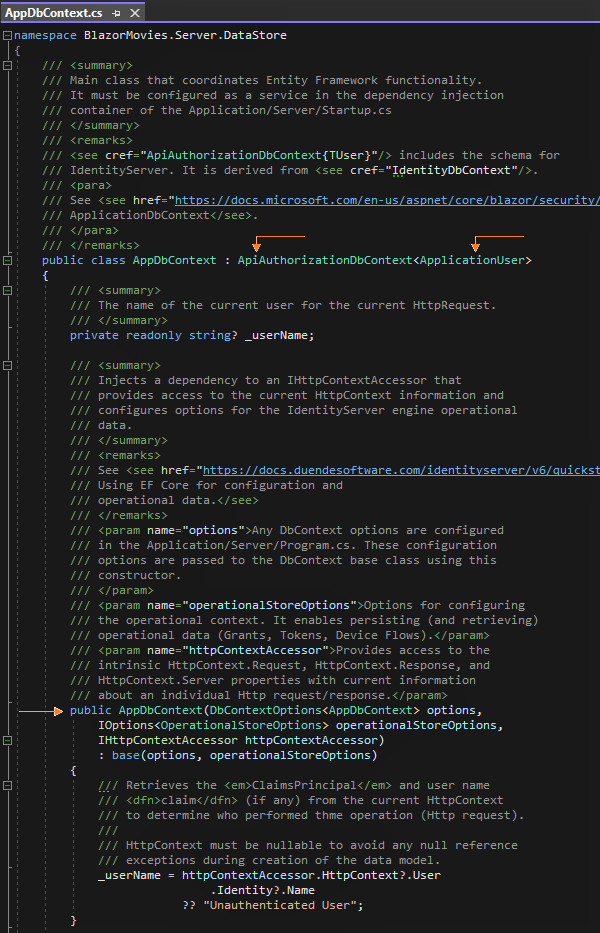 AppDbContext.cs
namespace BlazorMovies.Server.DataStore
{
/// <summary>
/// Main class that coordinates Entity Framework functionality.
/// It must be configured as a service in the dependency injection
/// container of the Application/Server/Startup.cs
/// </summary>
/// <remarks>
/// <see cref="ApiAuthorizationDbContext{TUser}"/> includes the schema for
/// IdentityServer. It is derived from <see cref="IdentityDbContext"/>.
/// <para>
/// See <see href="https://docs.microsoft.com/en-us/aspnet/core/blazor/security/
/// ApplicationDbContext</see>.
/// </para>
/// </remarks>
public class AppDbContext : ApiAuthorizationDbContext<ApplicationUser>
{
/// <summary>
/// The name of the current user for the current HttpRequest.
/// </summary>
private readonly string? _userName;
/// <summary>
/// Injects a dependency to an IHttpContextAccessor that
/// provides access to the current HttpContext information and
/// configures options for the IdentityServer engine operational
/// data.
/// </summary>
/// <remarks>
/// See <see href="https://docs.duendesoftware.com/identityserver/v6/quickst
/// Using EF Core for configuration and
/// operational data.</see>
/// </remarks>
/// <param name="options">Any DbContext options are configured
/// in the Application/Server/Program.cs. These configuration
/// options are passed to the DbContext base class using this
/// constructor.
/// </param>
/// <param name="operationalStoreOptions">Options for configuring
/// the operational context. It enables persisting (and retrieving)
/// operational data (Grants, Tokens, Device Flows).</param>
/// <param name="httpContextAccessor">Provides access to the
/// intrinsic HttpContext.Request, HttpContext.Response, and
/// HttpContext.Server properties with current information
/// about an individual Http request/response.</param>
public AppDbContext(DbContextOptions<AppDbContext> options,
IOptions<OperationalStoreOptions> operationalStoreOptions,
IHttpContextAccessor httpContextAccessor)
: base(options, operationalStoreOptions)
{
/// Retrieves the <em>ClaimsPrincipal</em> and user name
/// <dfn>claim</dfn> (if any) from the current HttpContext
/// to determine who performed thme operation (Http request).
///
/// HttpContext must be nullable to avoid any null reference
/// exceptions during creation of the data model.
_userName = httpContextAccessor.HttpContext?.User
.Identity?.Name
?? "Unauthenticated User";
}